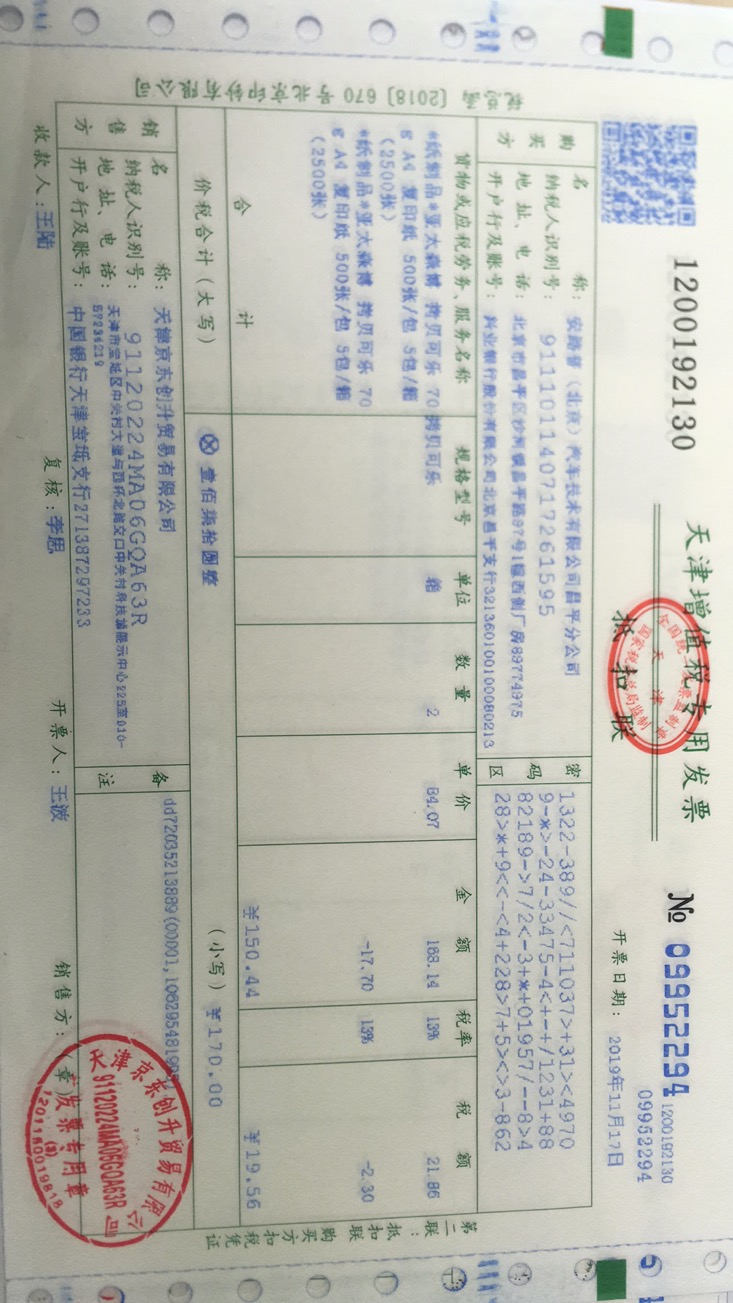 1200192130
天津增值税专用发票
抵扣联
№ 09952294
1200192130
09952294
开票日期：2019年11月17日
税总函〔2018〕670号北京印钞有限公司
购买方
名称：安路普（北京）汽车技术有限公司昌平分公司
纳税人识别号：911101140717261595
地址、电话：北京市昌平区沙河镇昌平路97号1幢西侧厂房89774975
开户行及账号：兴业银行股份有限公司北京昌平支行321360100100080213
密码区
1322-389//<711037>+31><4970
9-*>-24-33475-4<+-+/1231+88
82189->7/2<-3+*+01957/--8>4
28>*+9<<-<4+228>7+5><>3-862
货物或应税劳务、服务名称 规格型号 单位 数量 单价 金额 税率 税额
*纸制品*亚太森博 拷贝可乐 70 拷贝可乐 箱 2 84.07 168.14 13% 21.86
g A4 复印纸 500张/包 5包/箱
(2500张)
*纸制品*亚太森博 拷贝可乐 70 -17.70 13% -2.30
g A4 复印纸 500张/包 5包/箱
(2500张)
合计 ¥150.44 ¥19.56
价税合计（大写） ⊗壹佰柒拾圆整 （小写）¥170.00
销售方
名称：天津京东创升贸易有限公司
纳税人识别号：91120224MA06GQA63R
地址、电话：天津市宝坻区中关村大道与西环北路交口中关村科技城展示中心225至010-
开户行及账号：中国银行天津宝坻支行271387297233
备注
收款人：王陆 复核：李思 开票人：王波 销售方：（章）
第二联：抵扣联 购买方扣税凭证
天津京东创升贸易有限公司
91120224MA06GQA63R
发票专用章